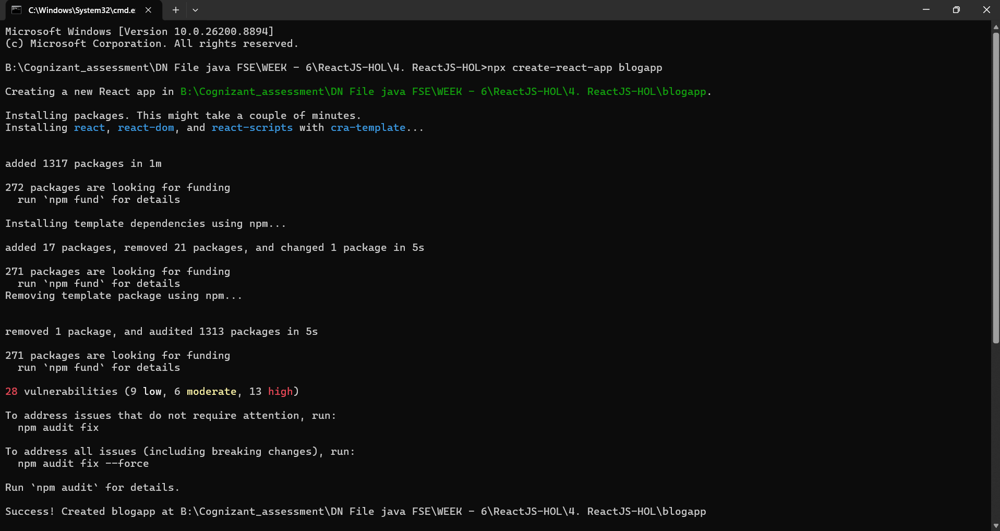 C:\Windows\System32\cmd.e
Microsoft Windows [Version 10.0.26200.8894]
(c) Microsoft Corporation. All rights reserved.
B:\Cognizant_assessment\DN File java FSE\WEEK - 6\ReactJS-HOL\4. ReactJS-HOL>npx create-react-app blogapp
Creating a new React app in B:\Cognizant_assessment\DN File java FSE\WEEK - 6\ReactJS-HOL\4. ReactJS-HOL\blogapp.
Installing packages. This might take a couple of minutes.
Installing react, react-dom, and react-scripts with cra-template...
added 1317 packages in 1m
272 packages are looking for funding
  run `npm fund` for details
Installing template dependencies using npm...
added 17 packages, removed 21 packages, and changed 1 package in 5s
271 packages are looking for funding
  run `npm fund` for details
Removing template package using npm...
removed 1 package, and audited 1313 packages in 5s
271 packages are looking for funding
  run `npm fund` for details
28 vulnerabilities (9 low, 6 moderate, 13 high)
To address issues that do not require attention, run:
  npm audit fix
To address all issues (including breaking changes), run:
  npm audit fix --force
Run `npm audit` for details.
Success! Created blogapp at B:\Cognizant_assessment\DN File java FSE\WEEK - 6\ReactJS-HOL\4. ReactJS-HOL\blogapp